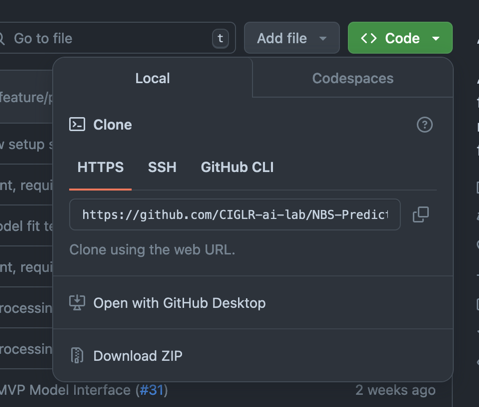 Go to file
t
Add file
Code
Local
Codespaces
feature/
Clone
HTTPS
SSH
GitHub CLI
https://github.com/CIGLR-ai-lab/NBS-Predict
Clone using the web URL.
Open with GitHub Desktop
Download ZIP
w setup
nt, requi
odel fit te
nt, requi
rocessin
rocessin
MVP Model Interface (#31)
2 weeks ago